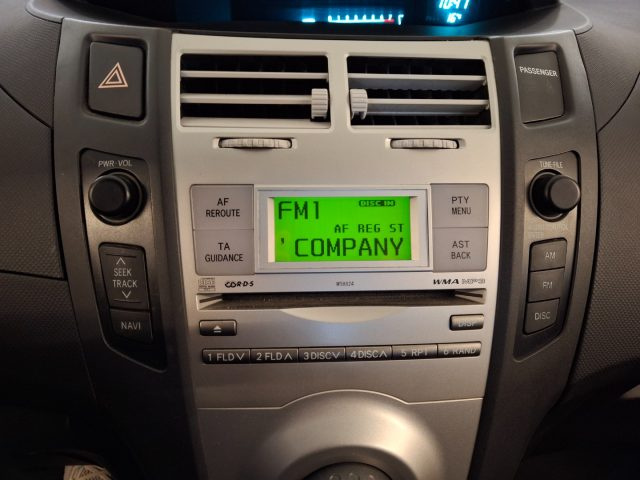 16°
PASSENGER
PWR·VOL
TUNE·FILE
AF REROUTE
FM1
DISC IN
PTY MENU
AF REG ST
' COMPANY
TA GUIDANCE
AST BACK
SEEK TRACK
AM
FM
DISC
NAVI
WMA MP3
DISP
1 FLD∨
2 FLD∧
3 DISC∨
4 DISC∧
5 RPT
6 RAND